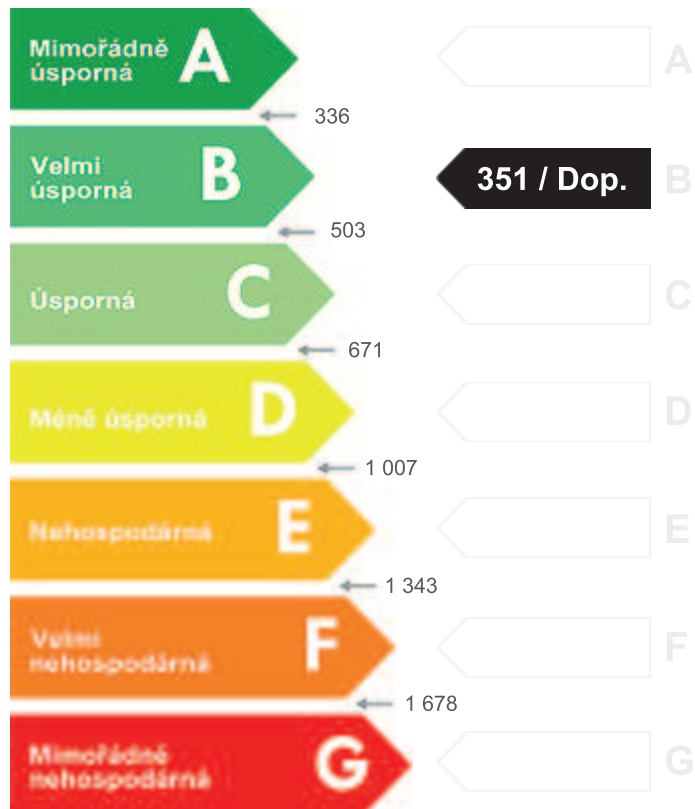 Mimořádně
úsporná
A
A
336
Velmi
úsporná
B
351 / Dop.
B
503
Úsporná
C
C
671
Méně úsporná
D
D
1 007
Nehospodárná
E
E
1 343
Velmi
nehospodárná
F
F
1 678
Mimořádně
nehospodárná
G
G